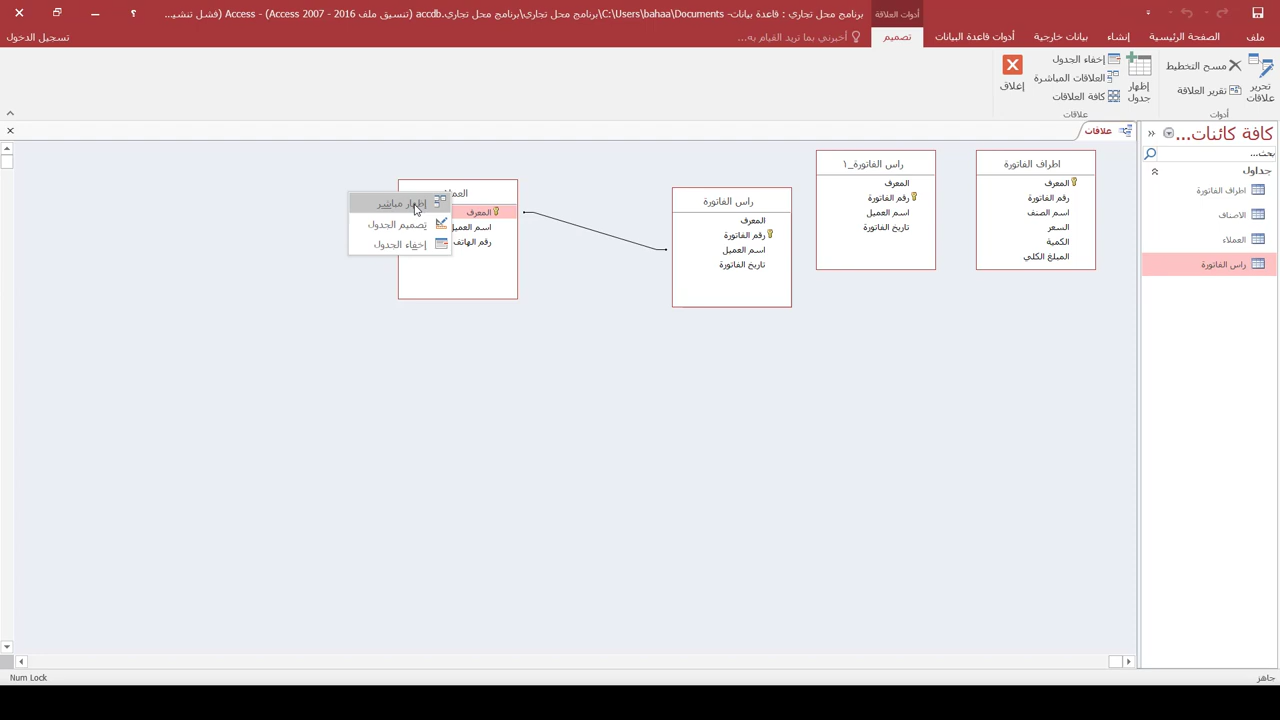 برنامج محل تجاري : قاعدة بيانات- C:\Users\bahaa\Documents\برنامج محل تجاري\برنامج محل تجاري.accdb (تنسيق ملف Access 2007 - 2016) - Access (فشل تنشي...
أدوات العلاقة
ملف
الصفحة الرئيسية
إنشاء
بيانات خارجية
أدوات قاعدة البيانات
تصميم
أخبرني بما تريد القيام به...
تسجيل الدخول
تحرير علاقات
مسح التخطيط
تقرير العلاقة
أدوات
إظهار جدول
إخفاء الجدول
العلاقات المباشرة
كافة العلاقات
إغلاق
علاقات
كافة كائنات...
بحث...
جداول
اطراف الفاتورة
الاصناف
العملاء
راس الفاتورة
علاقات
اطراف الفاتورة
المعرف
رقم الفاتورة
اسم الصنف
السعر
الكمية
المبلغ الكلي
راس الفاتورة_١
المعرف
رقم الفاتورة
اسم العميل
تاريخ الفاتورة
راس الفاتورة
المعرف
رقم الفاتورة
اسم العميل
تاريخ الفاتورة
المعرف
اسم العميل
رقم الهاتف
إظهار مباشر
تصميم الجدول
إخفاء الجدول
جاهز
Num Lock